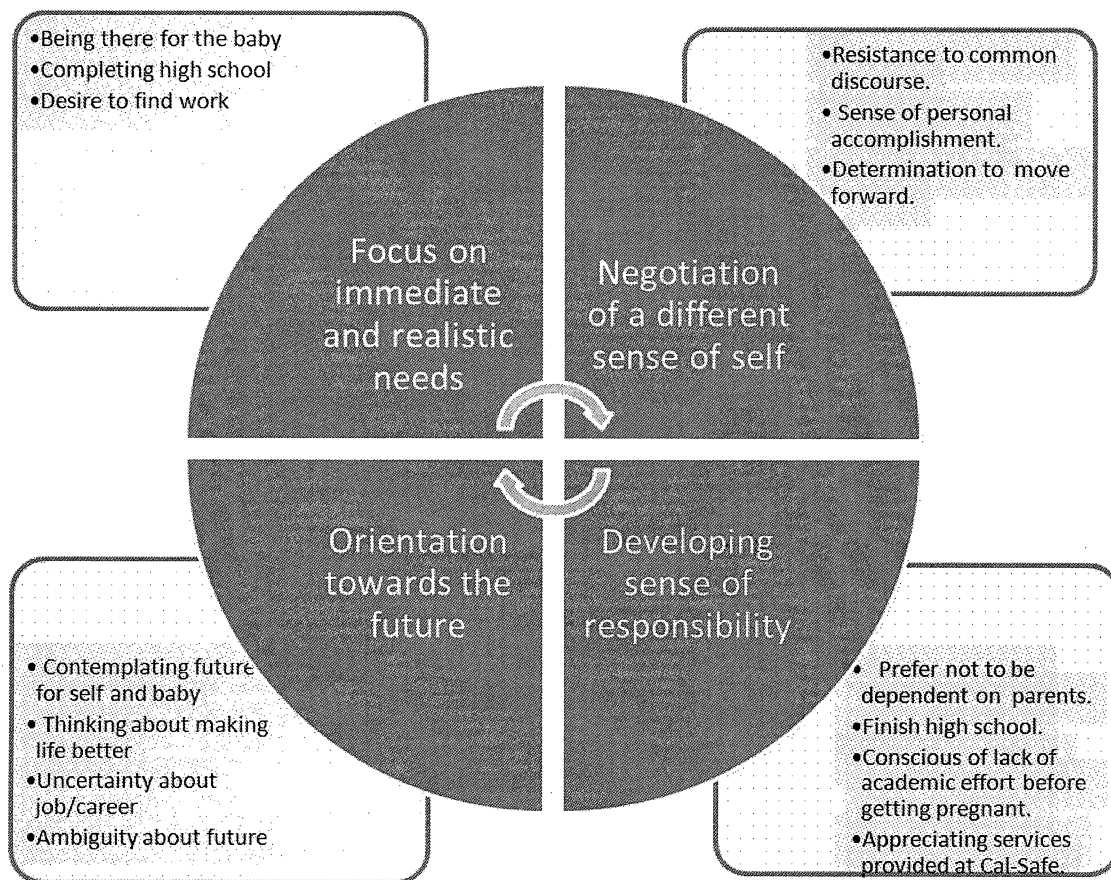 •Being there for the baby
•Completing high school
•Desire to find work
•Resistance to common
discourse.
• Sense of personal
accomplishment.
•Determination to move
forward.
Focus on
immediate
and realistic
needs
Negotiation
of a different
sense of self
Orientation
towards the
future
Developing
sense of
responsibility
• Contemplating future
for self and baby
• Thinking about making
life better
•Uncertainty about
job/career
•Ambiguity about future
• Prefer not to be
dependent on parents.
•Finish high school.
•Conscious of lack of
academic effort before
getting pregnant.
•Appreciating services
provided at Cal-Safe.